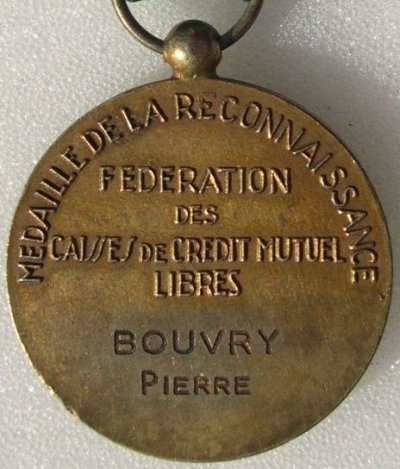 MEDAILLE DE LA RECONNAISSANCE
FEDERATION
DES
CAISSES DE CREDIT MUTUEL
LIBRES
BOUVRY
PIERRE